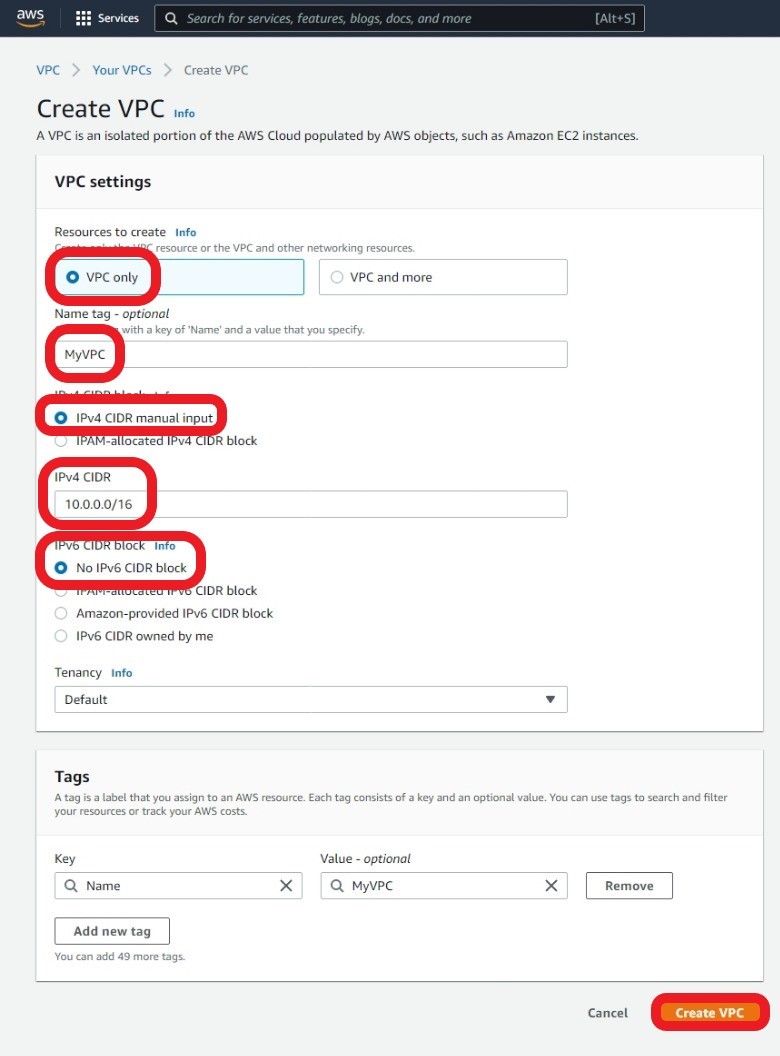 aws Services Search for services, features, blogs, docs, and more [Alt+S]
VPC Your VPCs Create VPC
Create VPC Info
A VPC is an isolated portion of the AWS Cloud populated by AWS objects, such as Amazon EC2 instances.
VPC settings
Resources to create Info
Create only the VPC resource or the VPC and other networking resources.
VPC only VPC and more
Name tag - optional
with a key of 'Name' and a value that you specify.
MyVPC
IPv4 CIDR block Info
IPv4 CIDR manual input
IPAM-allocated IPv4 CIDR block
IPv4 CIDR
10.0.0.0/16
IPv6 CIDR block Info
No IPv6 CIDR block
IPAM-allocated IPv6 CIDR block
Amazon-provided IPv6 CIDR block
IPv6 CIDR owned by me
Tenancy Info
Default
Tags
A tag is a label that you assign to an AWS resource. Each tag consists of a key and an optional value. You can use tags to search and filter
your resources or track your AWS costs.
Key Value - optional
Name MyVPC Remove
Add new tag
You can add 49 more tags.
Cancel Create VPC